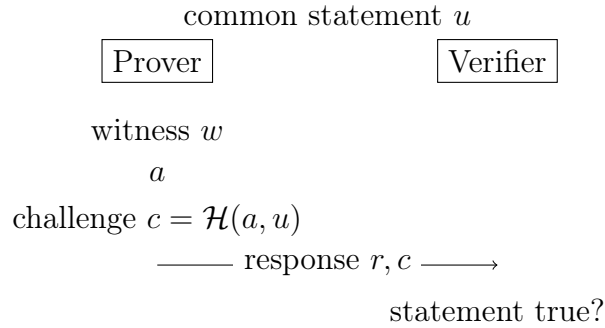 common statement u
Prover Verifier
witness w
a
challenge c = ℋ(a, u)
response r, c
statement true?